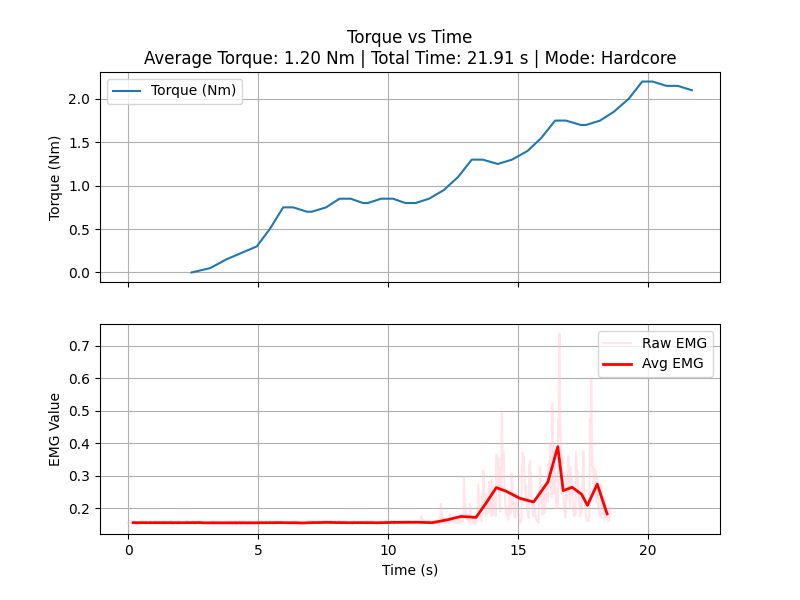 Torque vs Time
Average Torque: 1.20 Nm | Total Time: 21.91 s | Mode: Hardcore
Torque (Nm)
Torque (Nm)
2.0
1.5
1.0
0.5
0.0
Raw EMG
Avg EMG
EMG Value
0.7
0.6
0.5
0.4
0.3
0.2
0 5 10 15 20
Time (s)